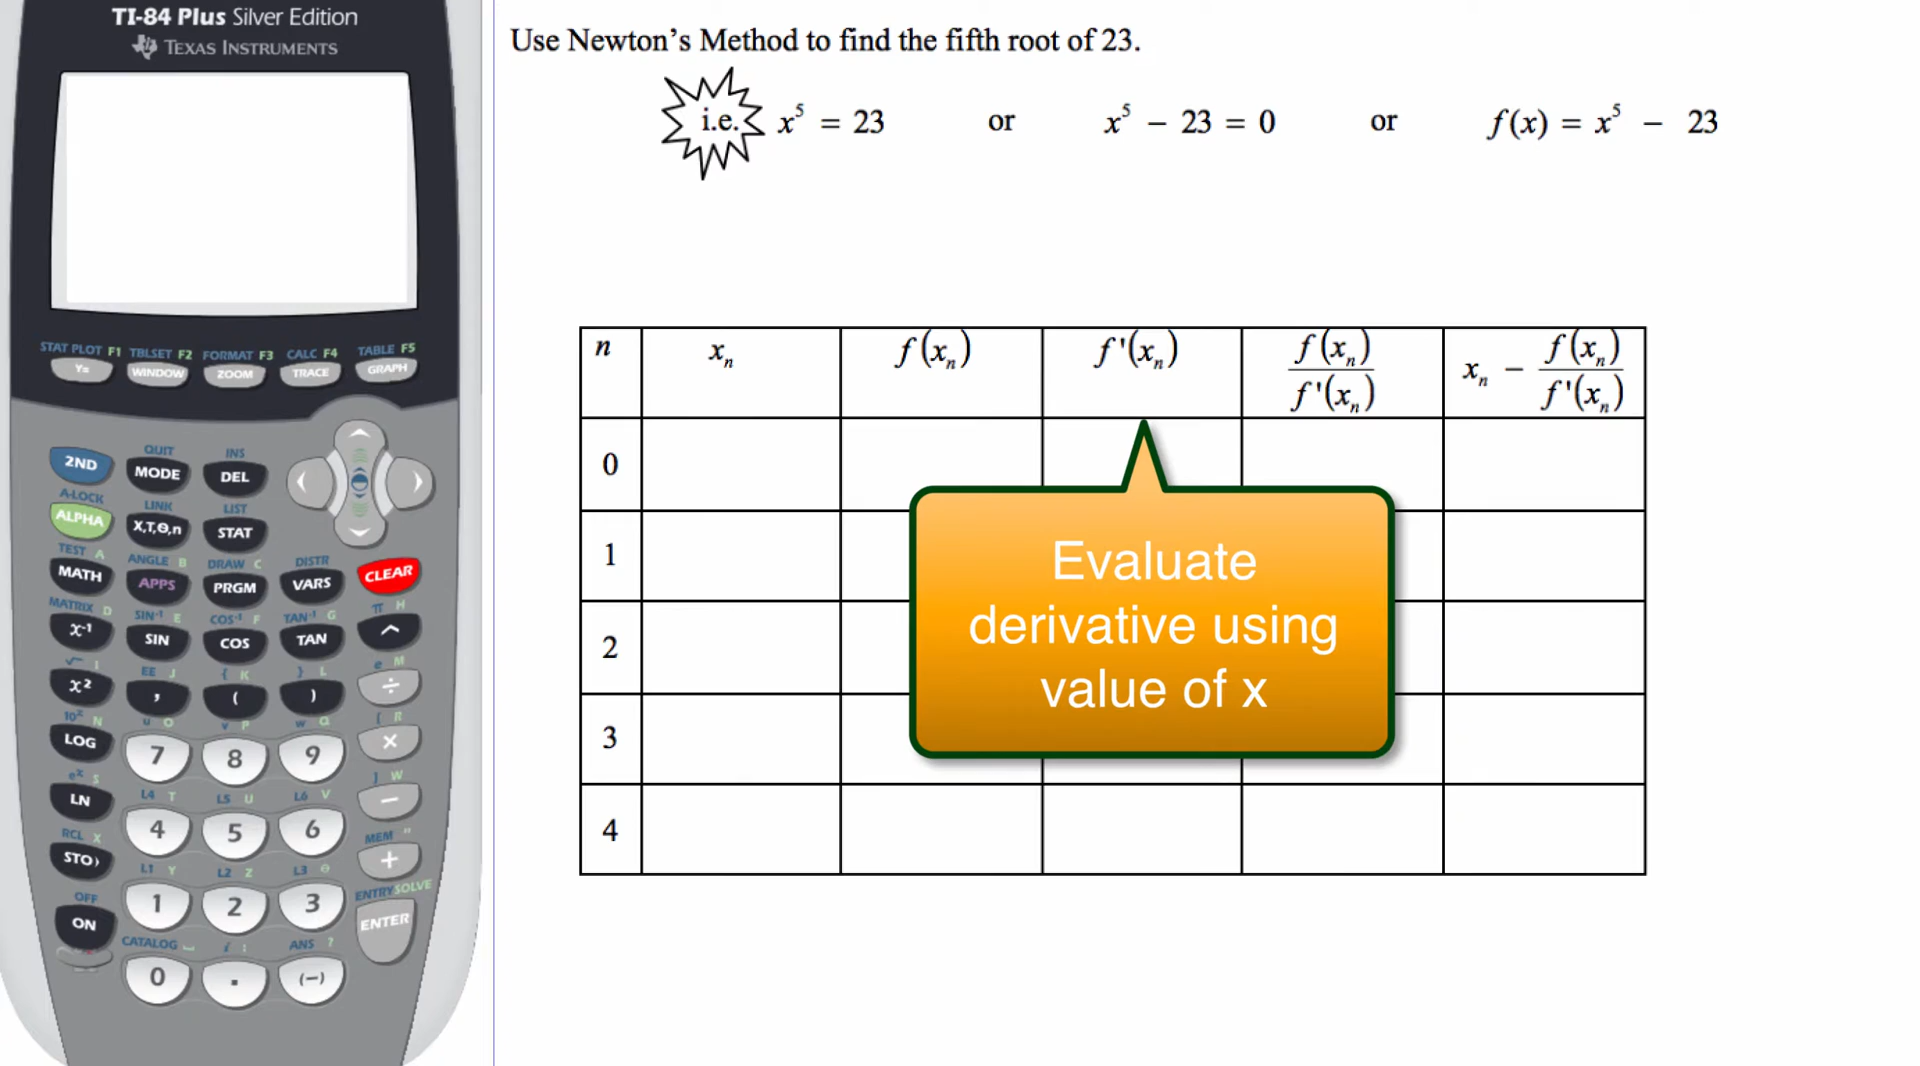 TI-84 Plus Silver Edition
TEXAS INSTRUMENTS
STAT PLOT F1 TBLSET F2 FORMAT F3 CALC F4 TABLE F5
Y= WINDOW ZOOM TRACE GRAPH
QUIT INS
2ND MODE DEL
A-LOCK LINK LIST
ALPHA X,T,Θ,n STAT
TEST A ANGLE B DRAW C DISTR
MATH APPS PRGM VARS CLEAR
MATRIX D SIN⁻¹ E COS⁻¹ F TAN⁻¹ G π H
x⁻¹ SIN COS TAN ^
√ I EE J { K } L e M
x² , ( ) ÷
10ˣ N u O v P w Q [ R
LOG 7 8 9 ×
eˣ S L4 T L5 U L6 V ] W
LN 4 5 6 −
RCL X L1 Y L2 Z L3 θ MEM "
STO› 1 2 3 +
OFF CATALOG i : ANS ? ENTRY SOLVE
ON 0 . (−) ENTER
Use Newton's Method to find the fifth root of 23.
i.e. x⁵ = 23 or x⁵ − 23 = 0 or f(x) = x⁵ − 23
n xₙ f(xₙ) f'(xₙ) f(xₙ)/f'(xₙ) xₙ − f(xₙ)/f'(xₙ)
0
1
2
3
4
Evaluate
derivative using
value of x